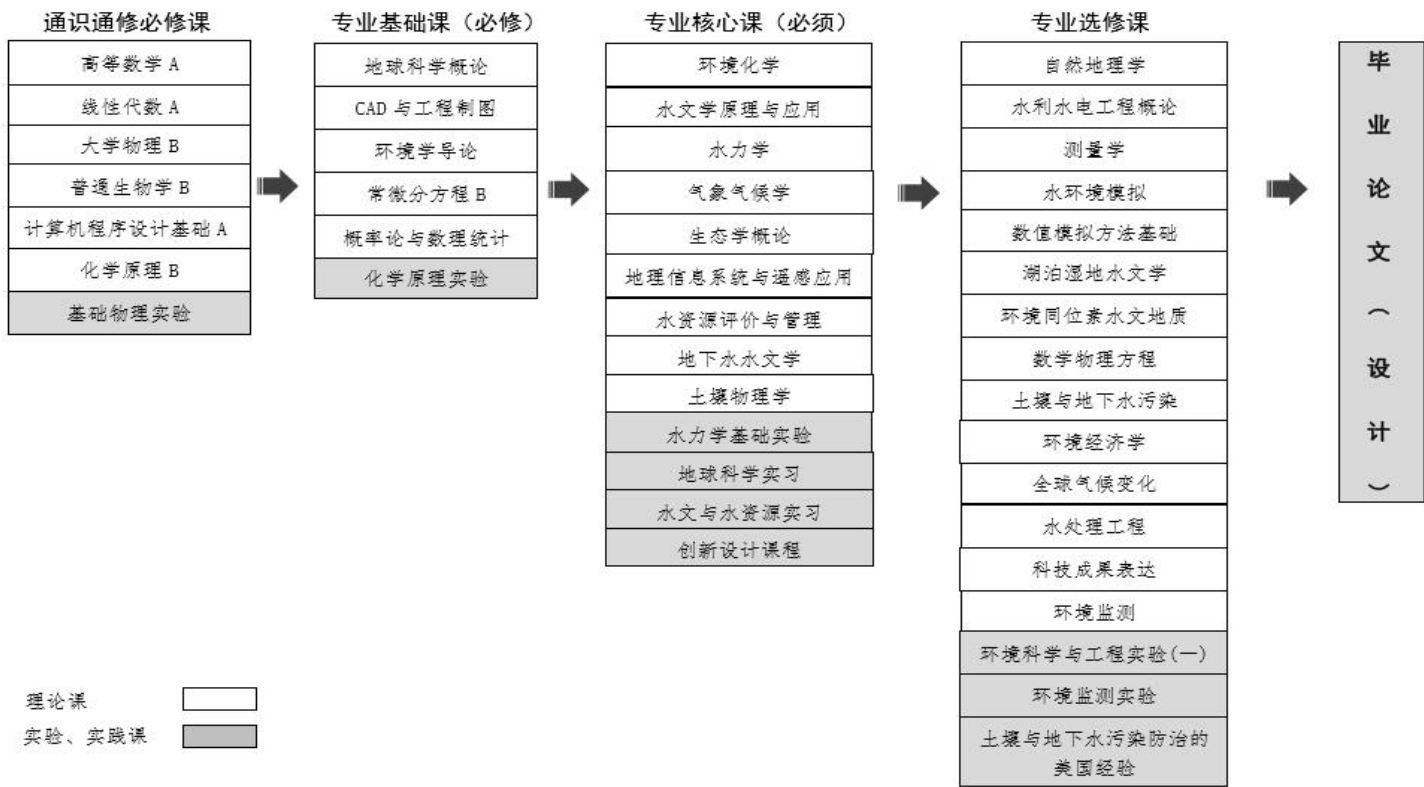 通识通修必修课
高等数学 A
线性代数 A
大学物理 B
普通生物学 B
计算机程序设计基础 A
化学原理 B
基础物理实验
专业基础课（必修）
地球科学概论
CAD 与工程制图
环境学导论
常微分方程 B
概率论与数理统计
化学原理实验
专业核心课（必须）
环境化学
水文学原理与应用
水力学
气象气候学
生态学概论
地理信息系统与遥感应用
水资源评价与管理
地下水水文学
土壤物理学
水力学基础实验
地球科学实习
水文与水资源实习
创新设计课程
专业选修课
自然地理学
水利水电工程概论
测量学
水环境模拟
数值模拟方法基础
湖泊湿地水文学
环境同位素水文地质
数学物理方程
土壤与地下水污染
环境经济学
全球气候变化
水处理工程
科技成果表达
环境监测
环境科学与工程实验(一)
环境监测实验
土壤与地下水污染防治的
美国经验
毕业论文（设计）
理论课
实验、实践课